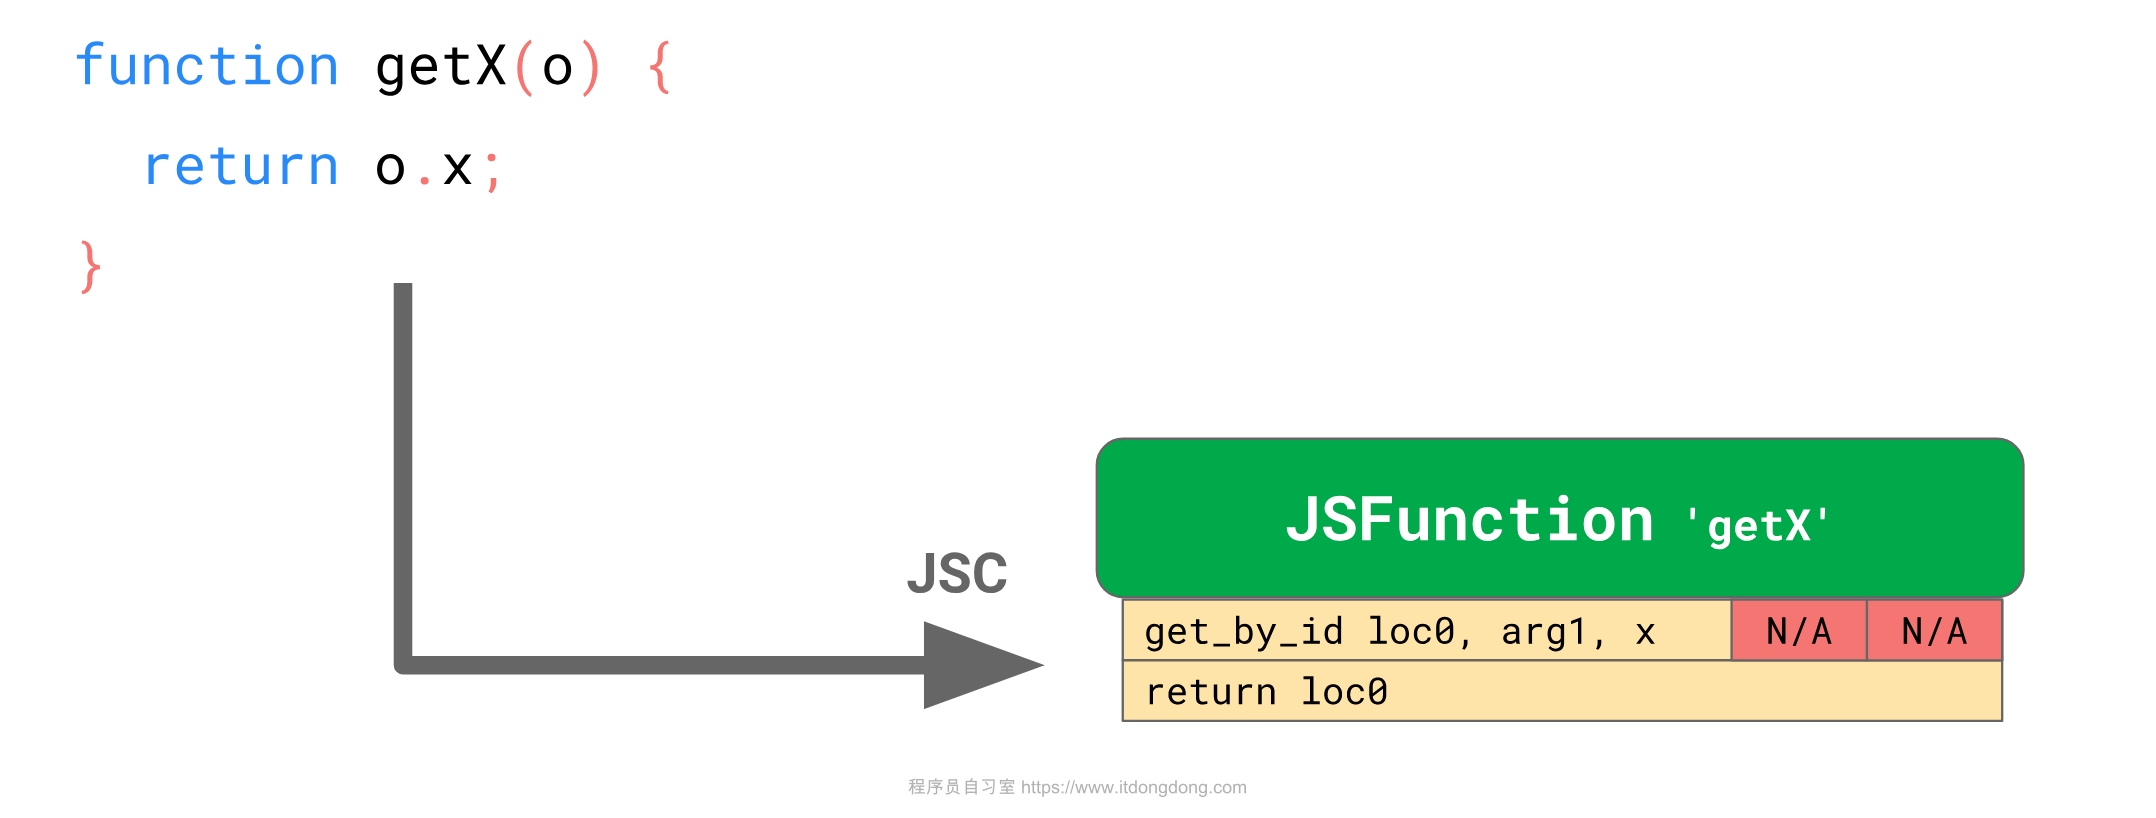 function getX(o) {
return o.x;
}
JSC
JSFunction 'getX'
get_by_id loc0, arg1, x N/A N/A
return loc0
程序员自习室 https://www.itdongdong.com